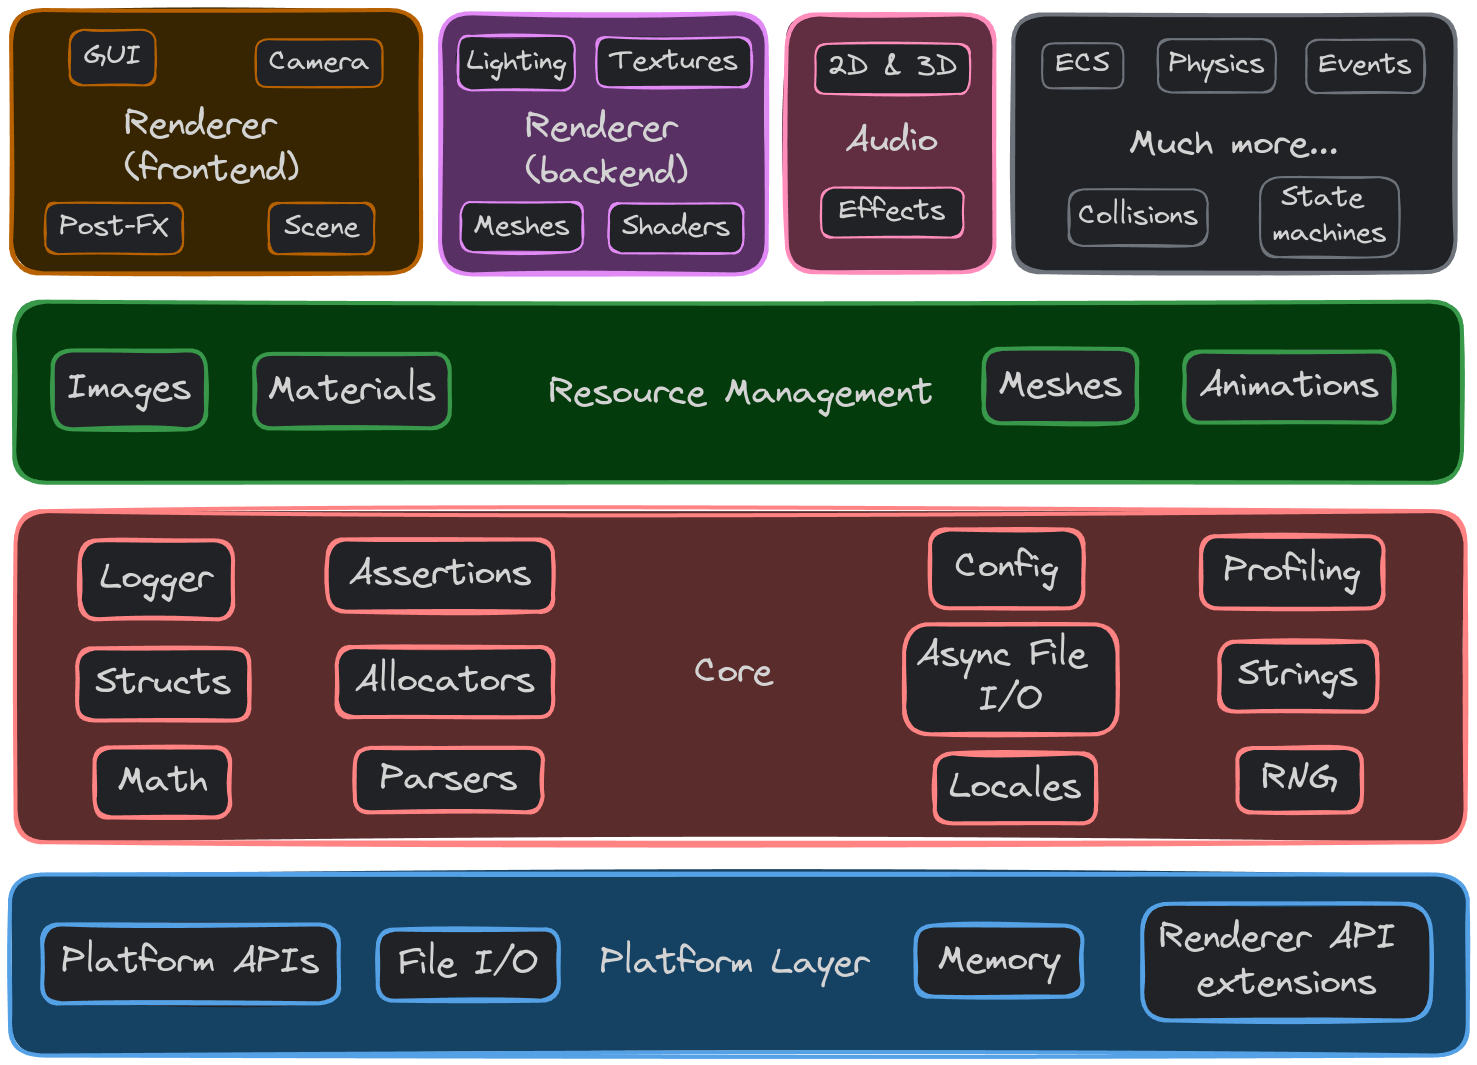 GUI
Camera
Renderer
(frontend)
Post-FX
Scene
Lighting
Textures
Renderer
(backend)
Meshes
Shaders
2D & 3D
Audio
Effects
ECS
Physics
Events
Much more...
Collisions
State
machines
Images
Materials
Resource Management
Meshes
Animations
Logger
Assertions
Config
Profiling
Structs
Allocators
Core
Async File
I/O
Strings
Math
Parsers
Locales
RNG
Platform APIs
File I/O
Platform Layer
Memory
Renderer API
extensions